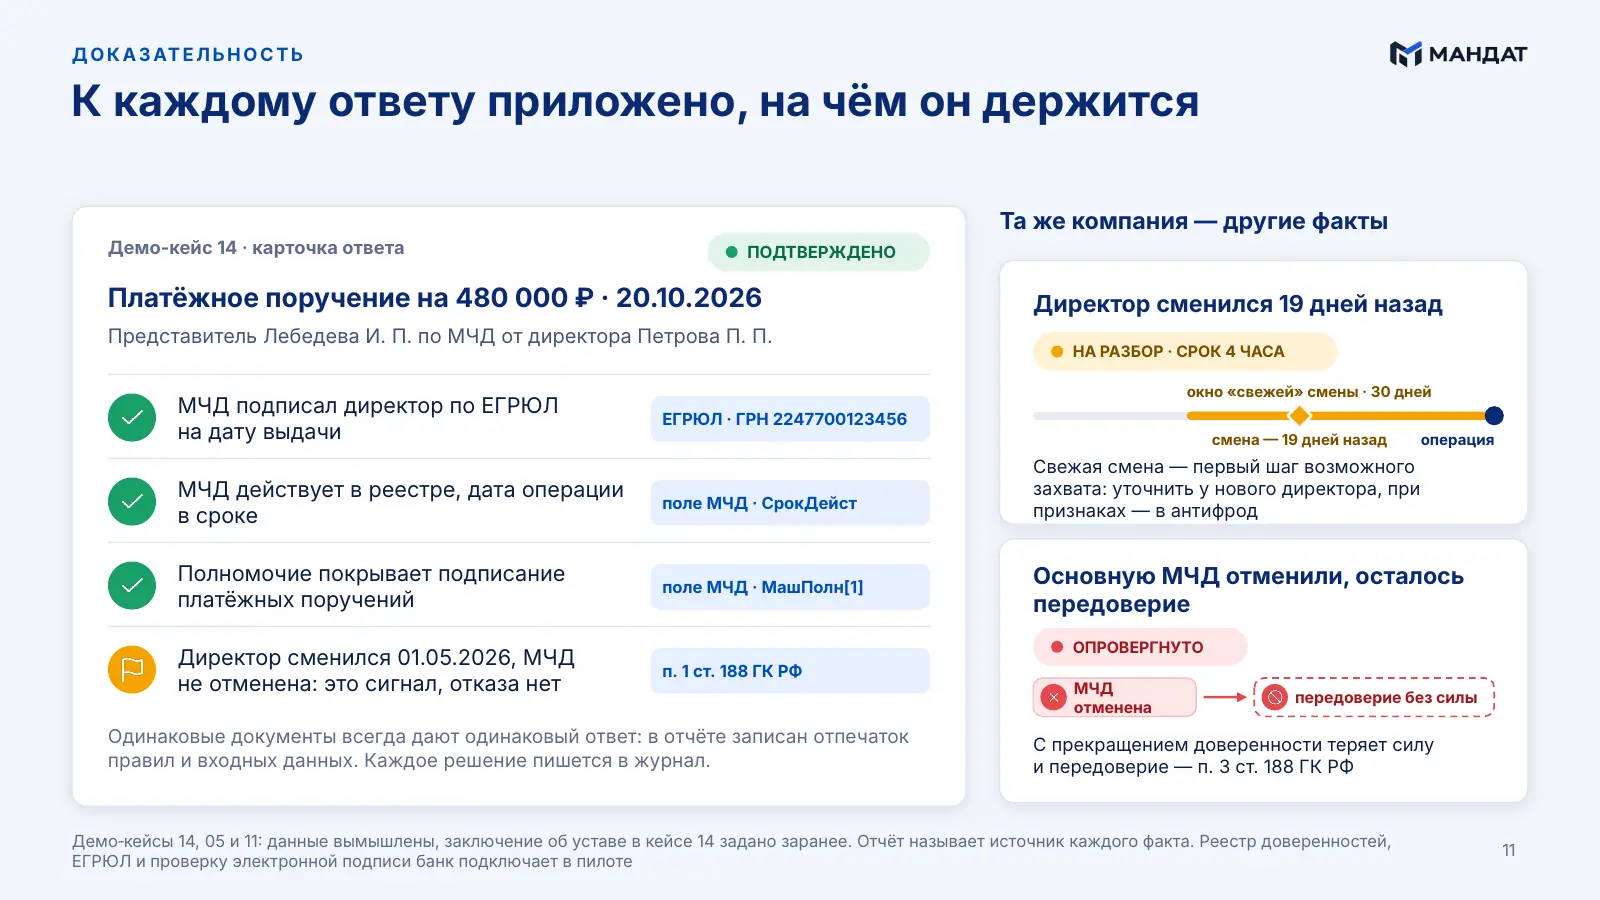 ДОКАЗАТЕЛЬНОСТЬ
МАНДАТ
К каждому ответу приложено, на чём он держится
Демо-кейс 14 · карточка ответа
ПОДТВЕРЖДЕНО
Платёжное поручение на 480 000 ₽ · 20.10.2026
Представитель Лебедева И. П. по МЧД от директора Петрова П. П.
МЧД подписал директор по ЕГРЮЛ
на дату выдачи
ЕГРЮЛ · ГРН 2247700123456
МЧД действует в реестре, дата операции
в сроке
поле МЧД · СрокДейст
Полномочие покрывает подписание
платёжных поручений
поле МЧД · МашПолн[1]
Директор сменился 01.05.2026, МЧД
не отменена: это сигнал, отказа нет
п. 1 ст. 188 ГК РФ
Одинаковые документы всегда дают одинаковый ответ: в отчёте записан отпечаток
правил и входных данных. Каждое решение пишется в журнал.
Та же компания — другие факты
Директор сменился 19 дней назад
НА РАЗБОР · СРОК 4 ЧАСА
окно «свежей» смены · 30 дней
смена — 19 дней назад
операция
Свежая смена — первый шаг возможного
захвата: уточнить у нового директора, при
признаках — в антифрод
Основную МЧД отменили, осталось
передоверие
ОПРОВЕРГНУТО
МЧД
отменена
передоверие без силы
С прекращением доверенности теряет силу
и передоверие — п. 3 ст. 188 ГК РФ
Демо-кейсы 14, 05 и 11: данные вымышлены, заключение об уставе в кейсе 14 задано заранее. Отчёт называет источник каждого факта. Реестр доверенностей,
ЕГРЮЛ и проверку электронной подписи банк подключает в пилоте
11